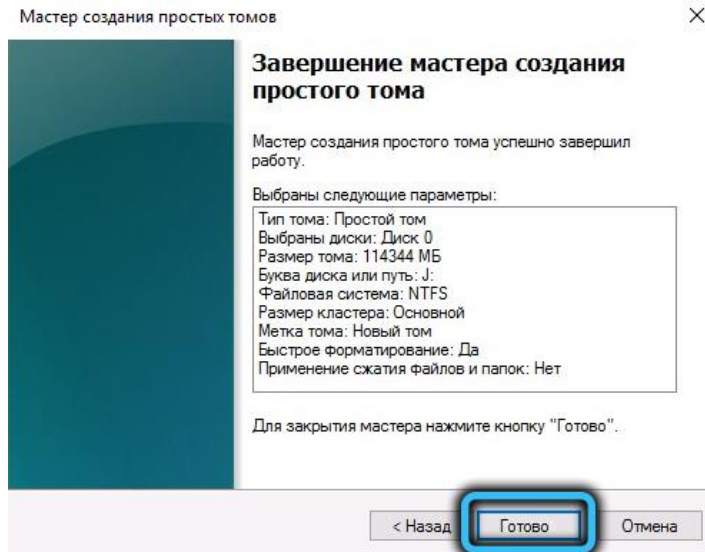 Мастер создания простых томов
Завершение мастера создания
простого тома
Мастер создания простого тома успешно завершил
работу.
Выбраны следующие параметры:
Тип тома: Простой том
Выбраны диски: Диск 0
Размер тома: 114344 МБ
Буква диска или путь: J:
Файловая система: NTFS
Размер кластера: Основной
Метка тома: Новый том
Быстрое форматирование: Да
Применение сжатия файлов и папок: Нет
Для закрытия мастера нажмите кнопку "Готово".
< Назад Готово Отмена